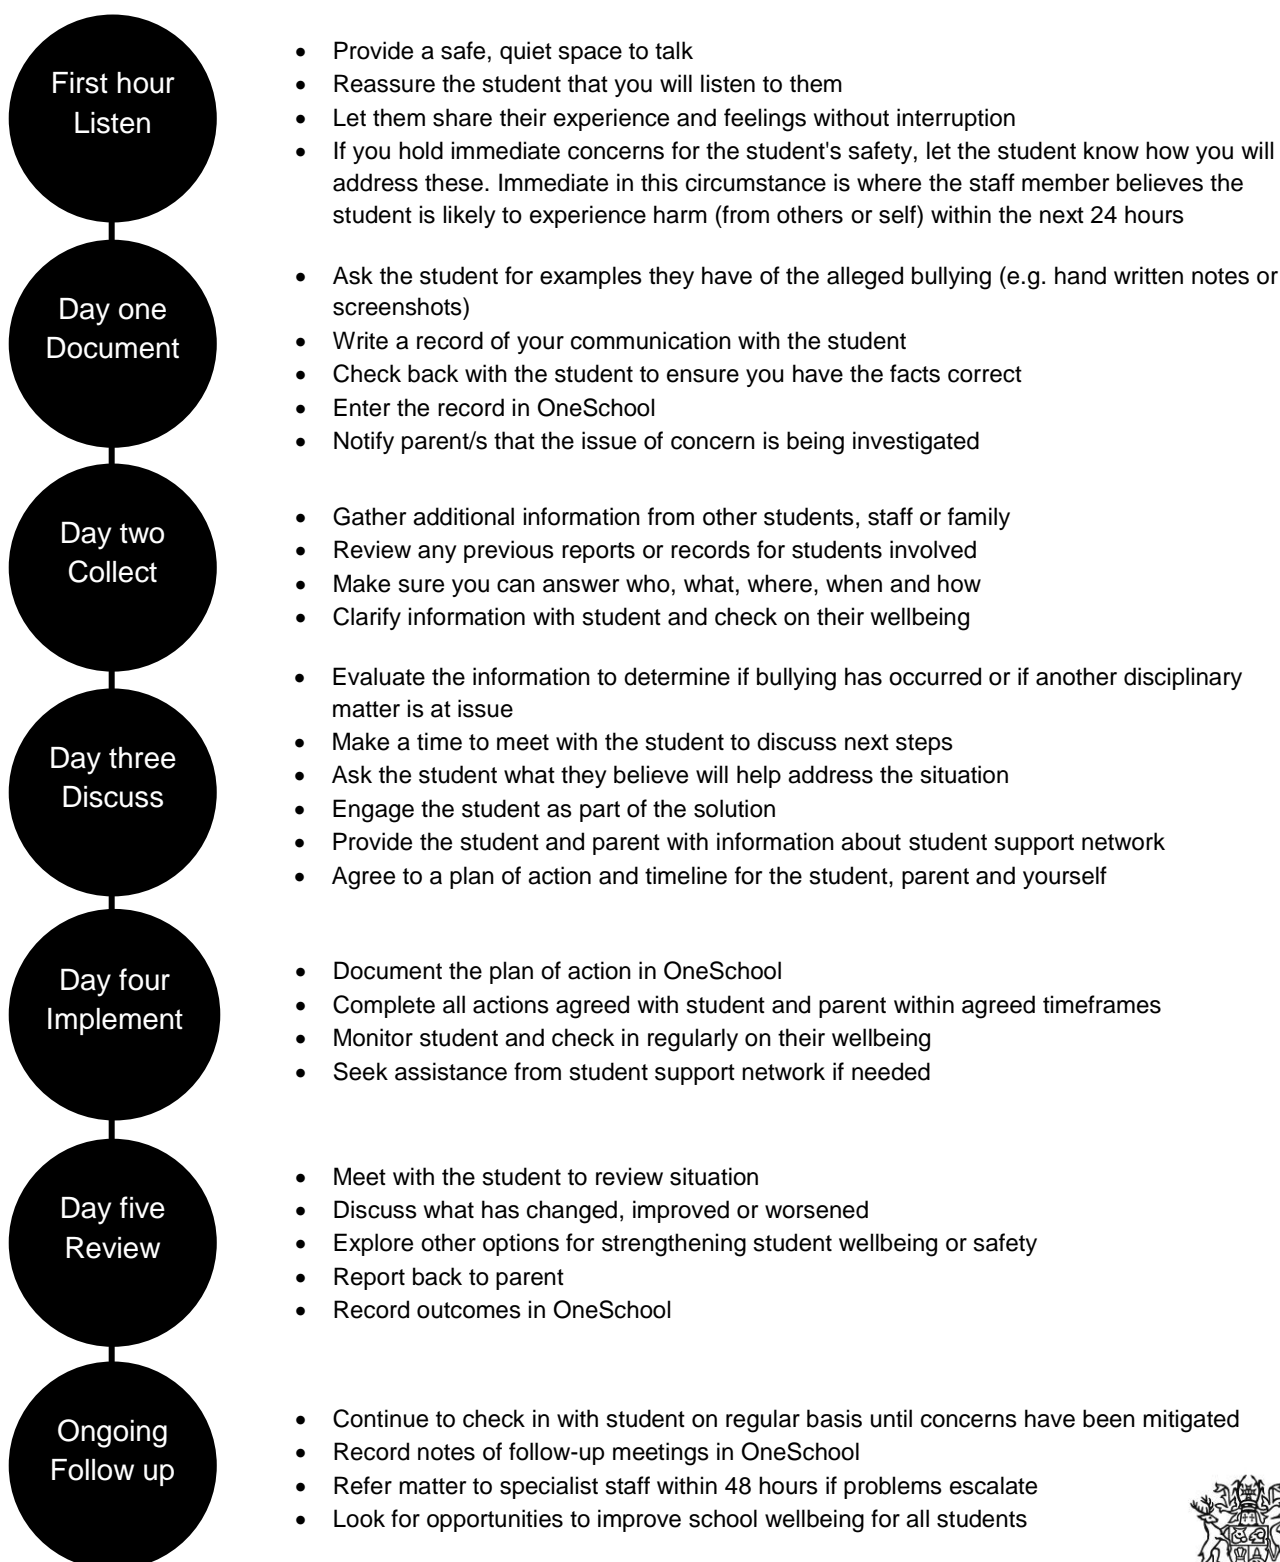 First hour
Listen
• Provide a safe, quiet space to talk
• Reassure the student that you will listen to them
• Let them share their experience and feelings without interruption
• If you hold immediate concerns for the student's safety, let the student know how you will
address these. Immediate in this circumstance is where the staff member believes the
student is likely to experience harm (from others or self) within the next 24 hours
Day one
Document
• Ask the student for examples they have of the alleged bullying (e.g. hand written notes or
screenshots)
• Write a record of your communication with the student
• Check back with the student to ensure you have the facts correct
• Enter the record in OneSchool
• Notify parent/s that the issue of concern is being investigated
Day two
Collect
• Gather additional information from other students, staff or family
• Review any previous reports or records for students involved
• Make sure you can answer who, what, where, when and how
• Clarify information with student and check on their wellbeing
Day three
Discuss
• Evaluate the information to determine if bullying has occurred or if another disciplinary
matter is at issue
• Make a time to meet with the student to discuss next steps
• Ask the student what they believe will help address the situation
• Engage the student as part of the solution
• Provide the student and parent with information about student support network
• Agree to a plan of action and timeline for the student, parent and yourself
Day four
Implement
• Document the plan of action in OneSchool
• Complete all actions agreed with student and parent within agreed timeframes
• Monitor student and check in regularly on their wellbeing
• Seek assistance from student support network if needed
Day five
Review
• Meet with the student to review situation
• Discuss what has changed, improved or worsened
• Explore other options for strengthening student wellbeing or safety
• Report back to parent
• Record outcomes in OneSchool
Ongoing
Follow up
• Continue to check in with student on regular basis until concerns have been mitigated
• Record notes of follow-up meetings in OneSchool
• Refer matter to specialist staff within 48 hours if problems escalate
• Look for opportunities to improve school wellbeing for all students